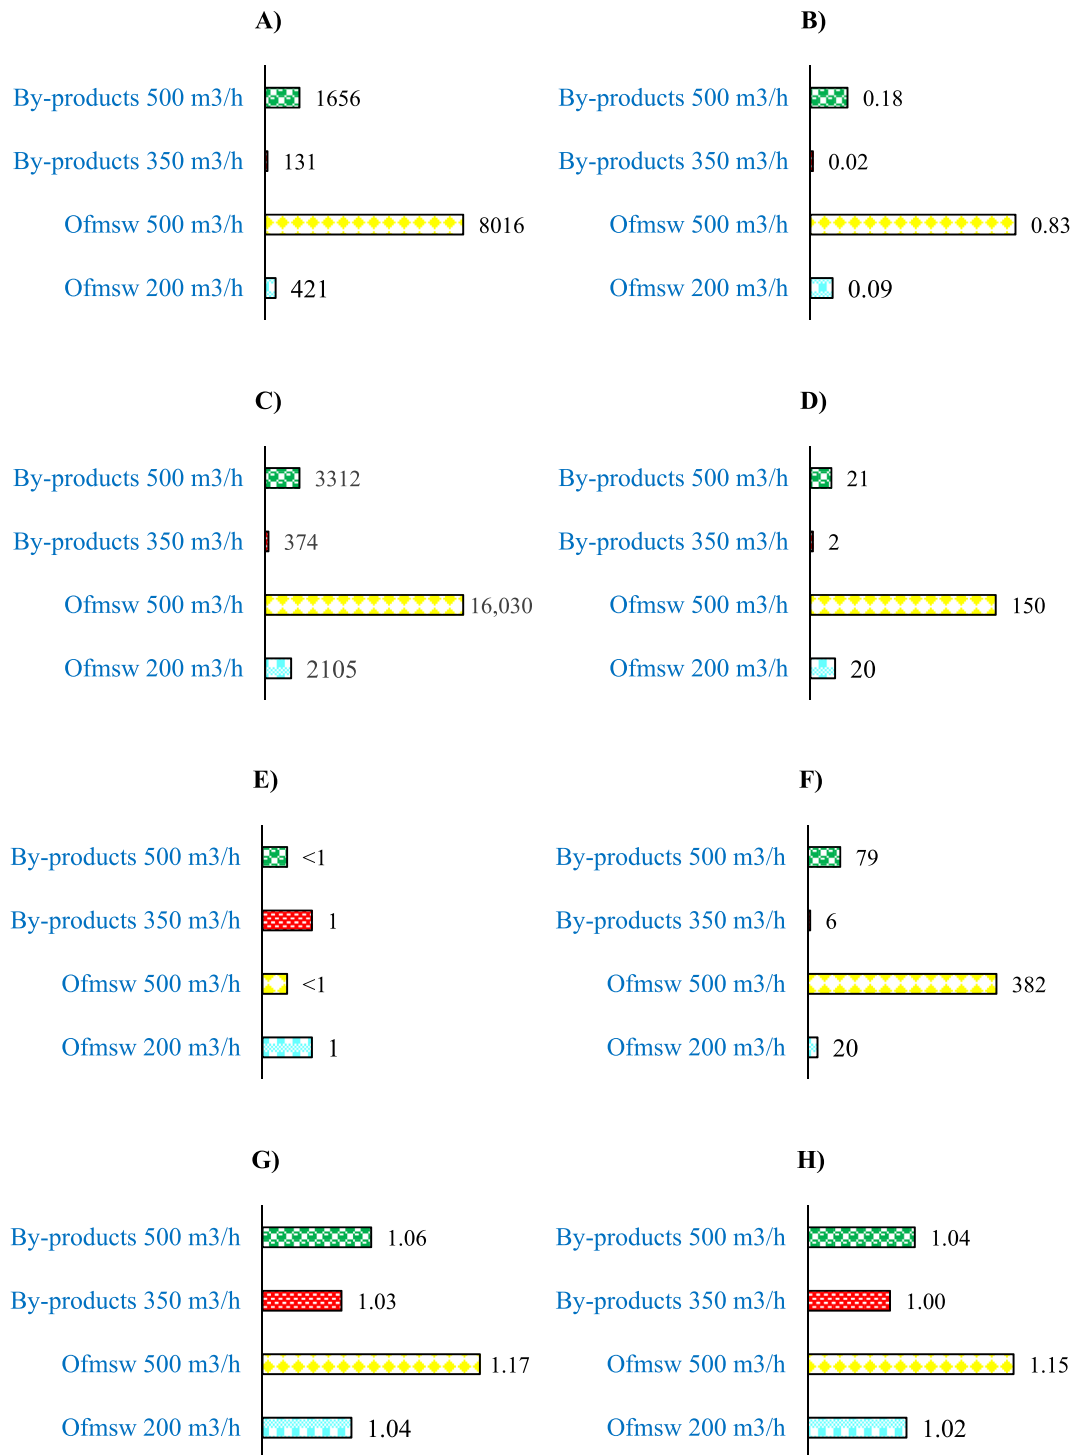 A)
By-products 500 m3/h 1656
By-products 350 m3/h 131
Ofmsw 500 m3/h 8016
Ofmsw 200 m3/h 421
B)
By-products 500 m3/h 0.18
By-products 350 m3/h 0.02
Ofmsw 500 m3/h 0.83
Ofmsw 200 m3/h 0.09
C)
By-products 500 m3/h 3312
By-products 350 m3/h 374
Ofmsw 500 m3/h 16,030
Ofmsw 200 m3/h 2105
D)
By-products 500 m3/h 21
By-products 350 m3/h 2
Ofmsw 500 m3/h 150
Ofmsw 200 m3/h 20
E)
By-products 500 m3/h <1
By-products 350 m3/h 1
Ofmsw 500 m3/h <1
Ofmsw 200 m3/h 1
F)
By-products 500 m3/h 79
By-products 350 m3/h 6
Ofmsw 500 m3/h 382
Ofmsw 200 m3/h 20
G)
By-products 500 m3/h 1.06
By-products 350 m3/h 1.03
Ofmsw 500 m3/h 1.17
Ofmsw 200 m3/h 1.04
H)
By-products 500 m3/h 1.04
By-products 350 m3/h 1.00
Ofmsw 500 m3/h 1.15
Ofmsw 200 m3/h 1.02